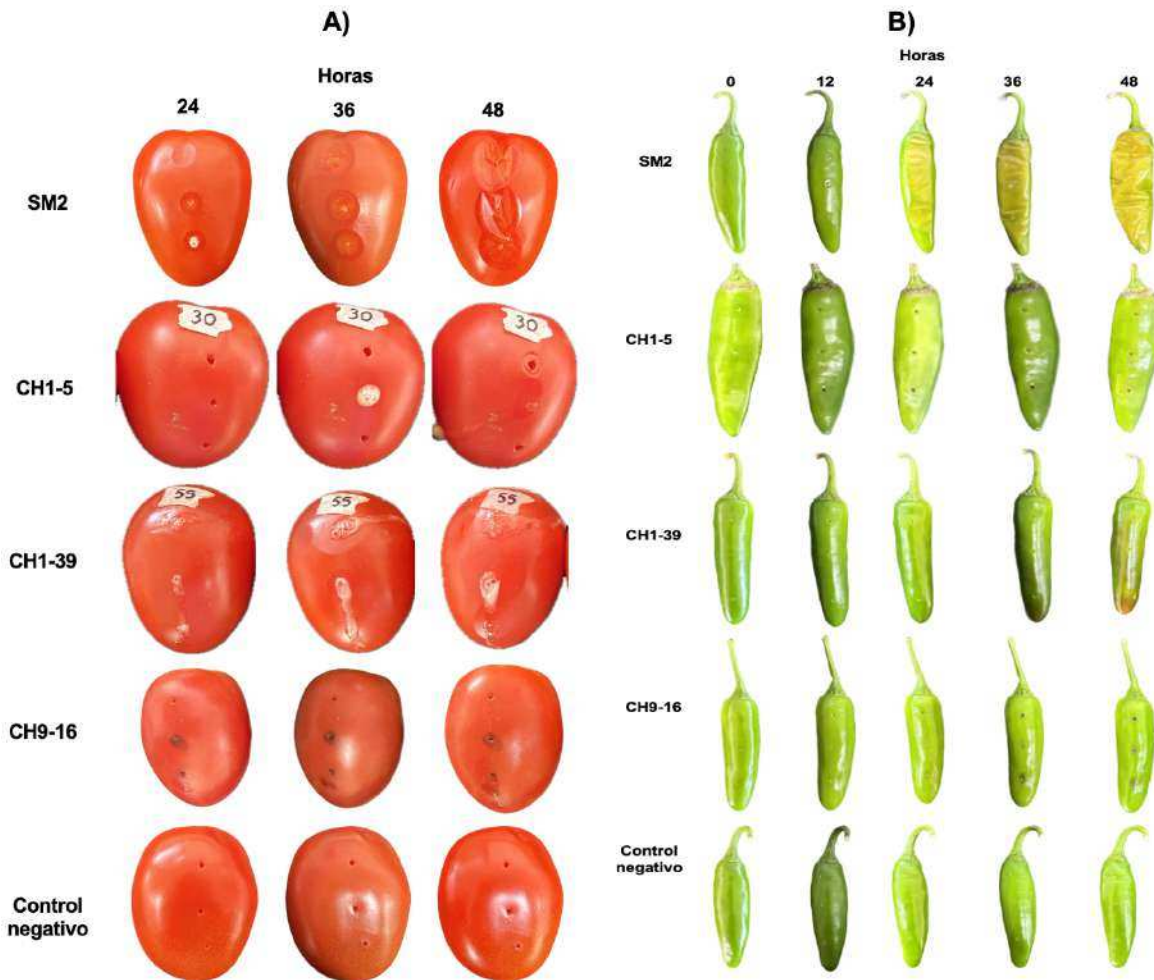 A)
Horas
24 36 48
SM2
CH1-5
30 30 30
CH1-39
55 55 55
CH9-16
Control
negativo
B)
Horas
0 12 24 36 48
SM2
CH1-5
CH1-39
CH9-16
Control
negativo